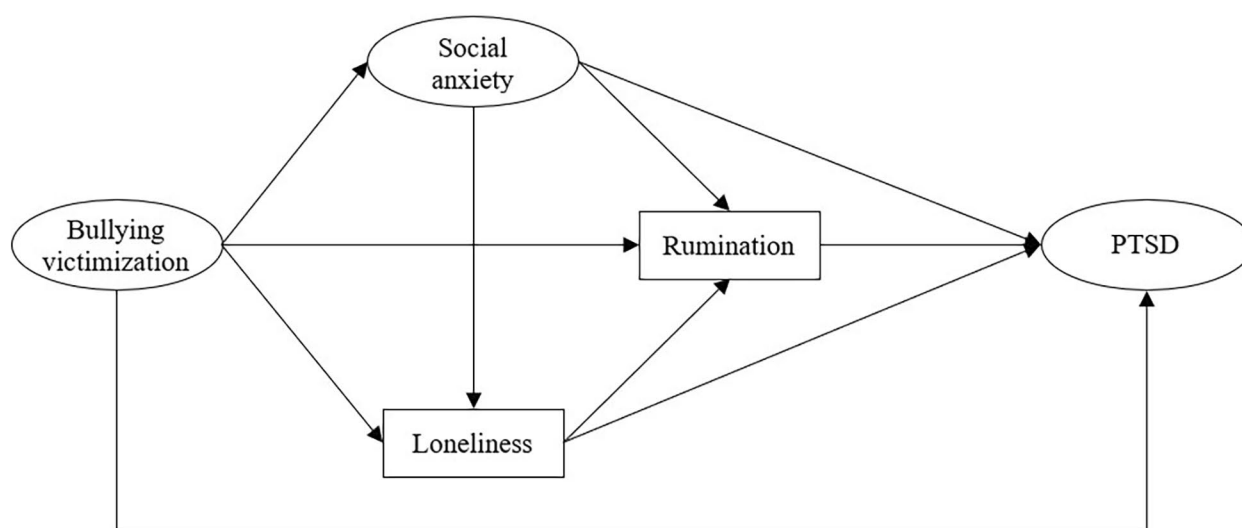 Social
anxiety
Bullying
victimization
Rumination
PTSD
Loneliness